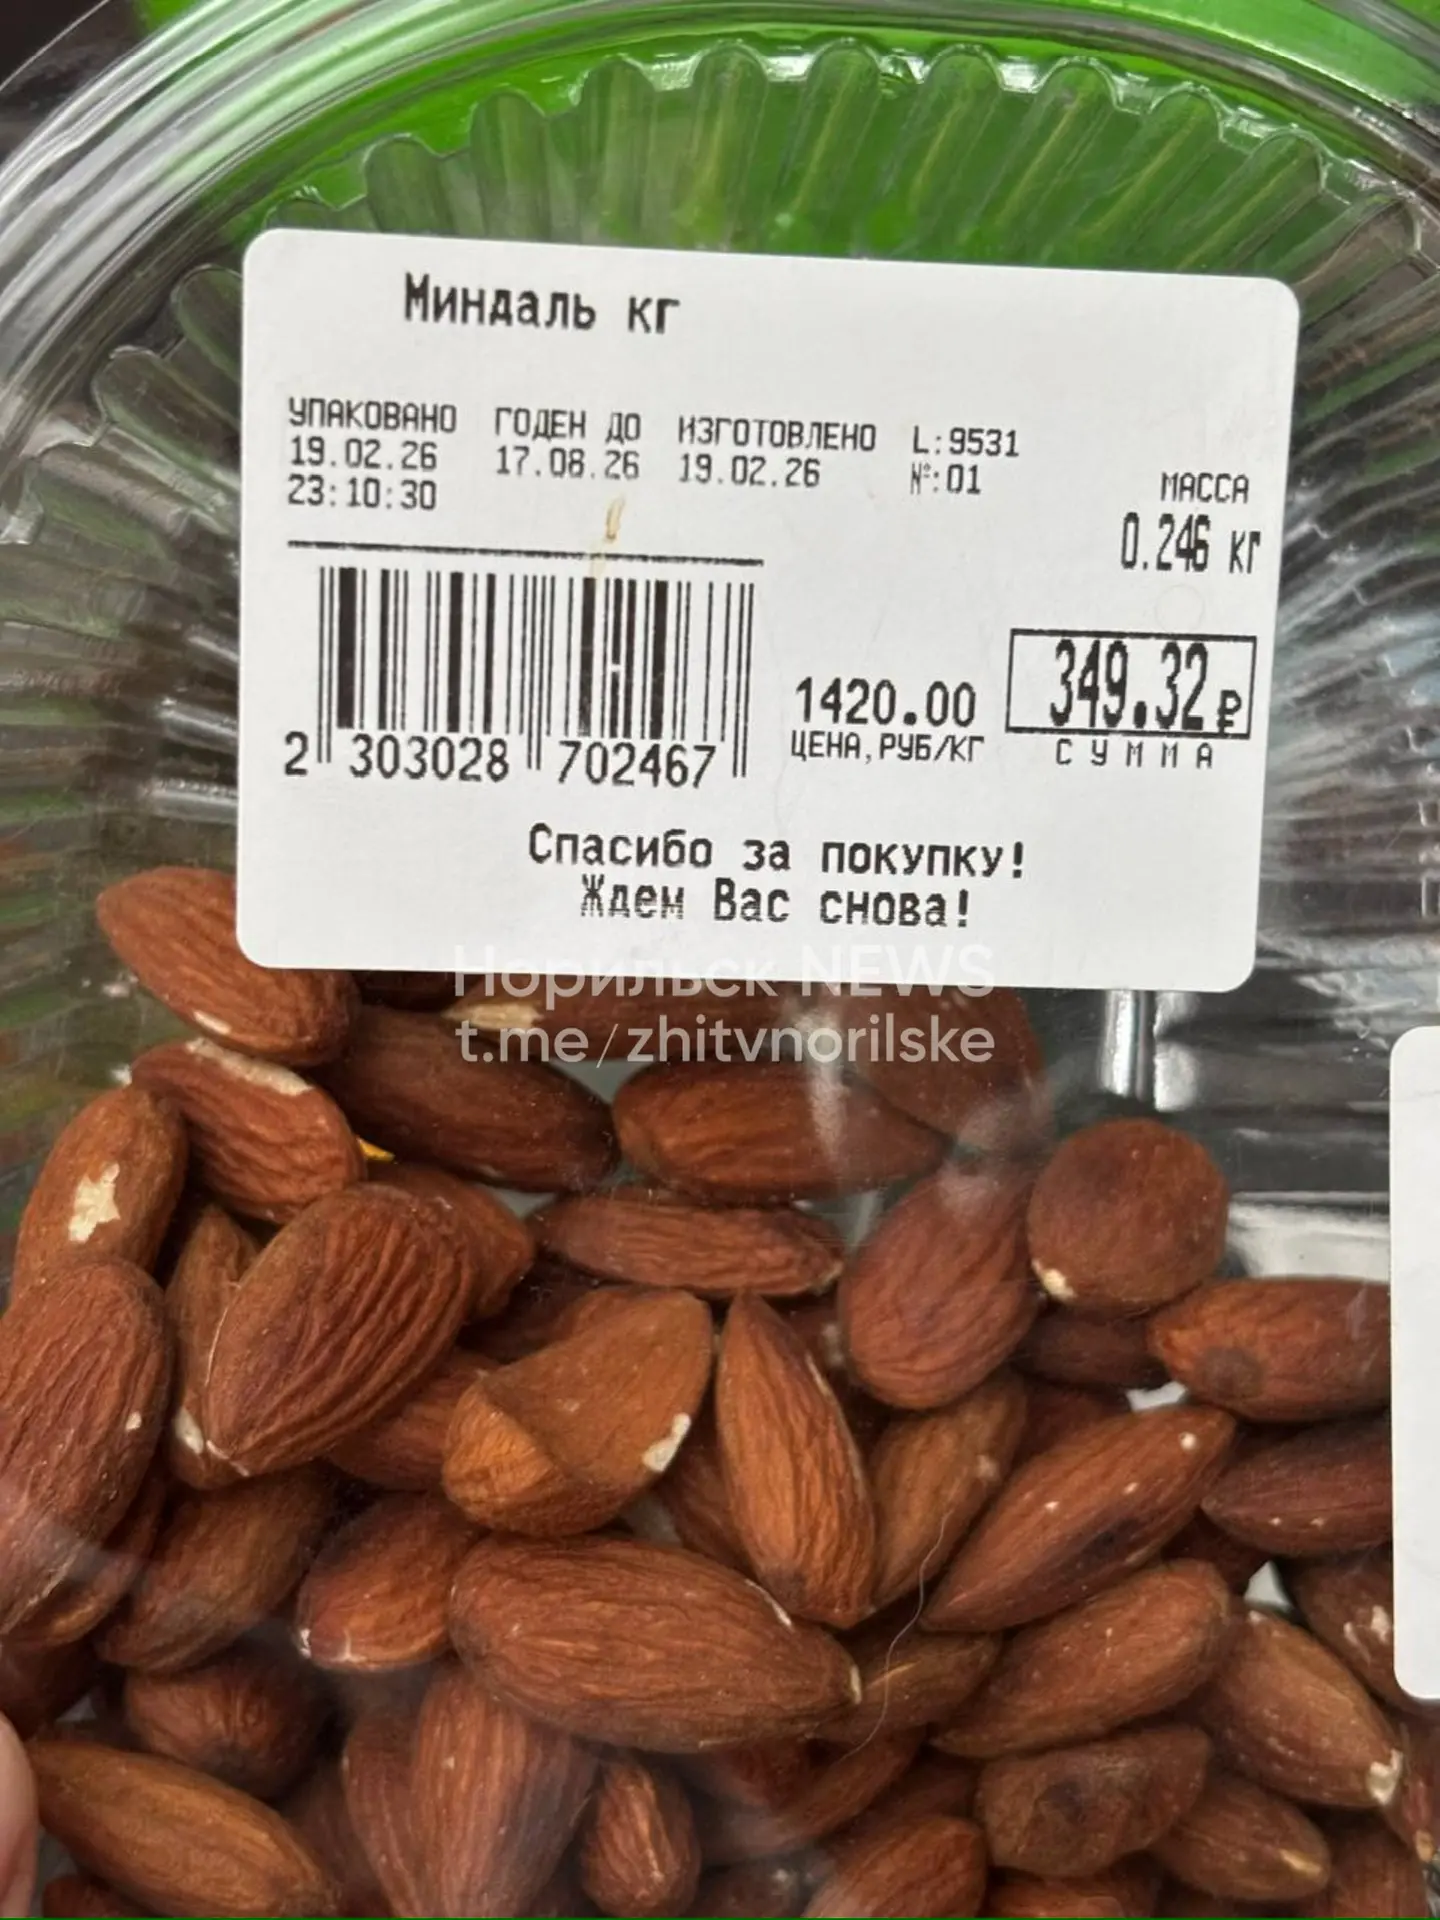 Миндаль кг
УПАКОВАНО ГОДЕН ДО ИЗГОТОВЛЕНО L:9531
19.02.26 17.08.26 19.02.26 №:01
23:10:30
МАССА
0.246 кг
349.32₽
1420.00
ЦЕНА,РУБ/КГ
СУММА
2 303028 702467
Спасибо за покупку!
Ждем Вас снова!
Норильск NEWS
t.me/zhitvnorilske